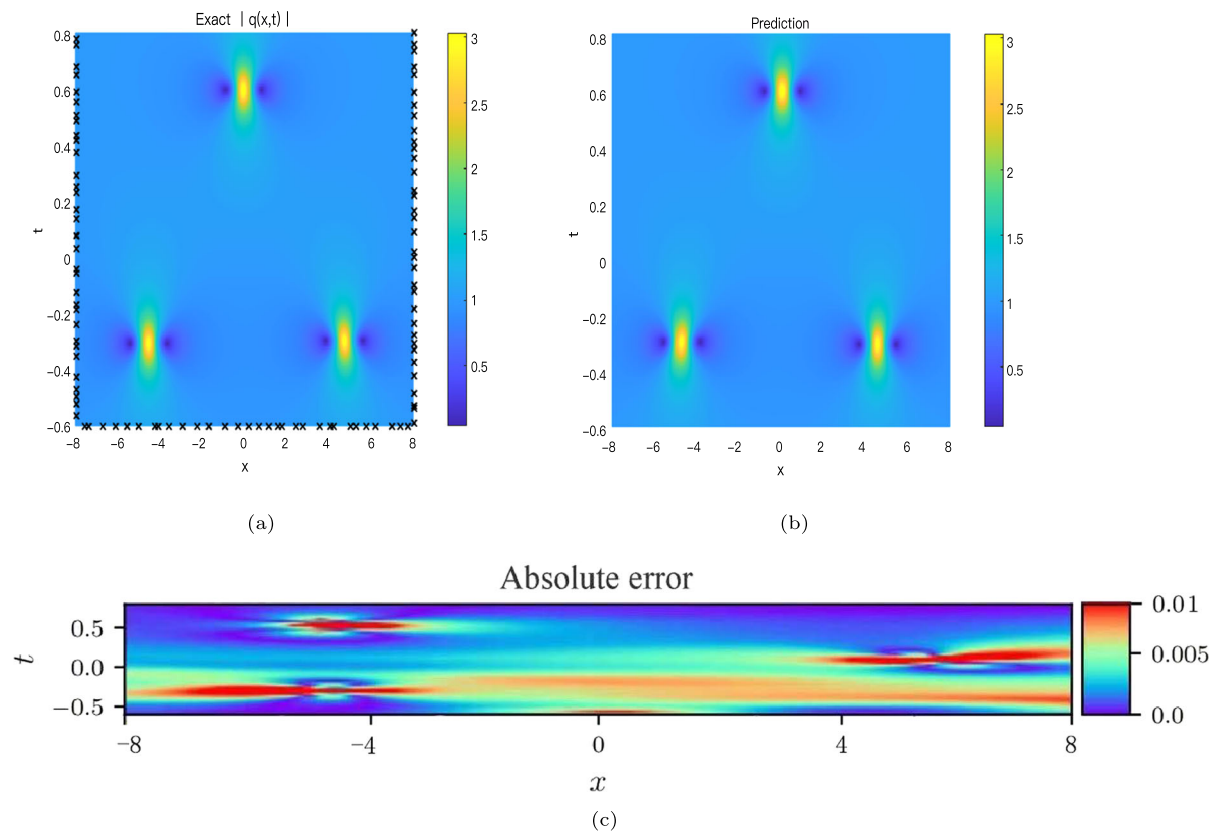 Exact | q(x,t) |
0.8
0.6
0.4
0.2
0
−0.2
−0.4
−0.6
t
−8 −6 −4 −2 0 2 4 6 8
x
3
2.5
2
1.5
1
0.5
(a)
Prediction
0.8
0.6
0.4
0.2
0
−0.2
−0.4
−0.6
t
−8 −6 −4 −2 0 2 4 6 8
x
3
2.5
2
1.5
1
0.5
(b)
Absolute error
0.5
0.0
−0.5
t
−8 −4 0 4 8
x
0.01
0.005
0.0
(c)